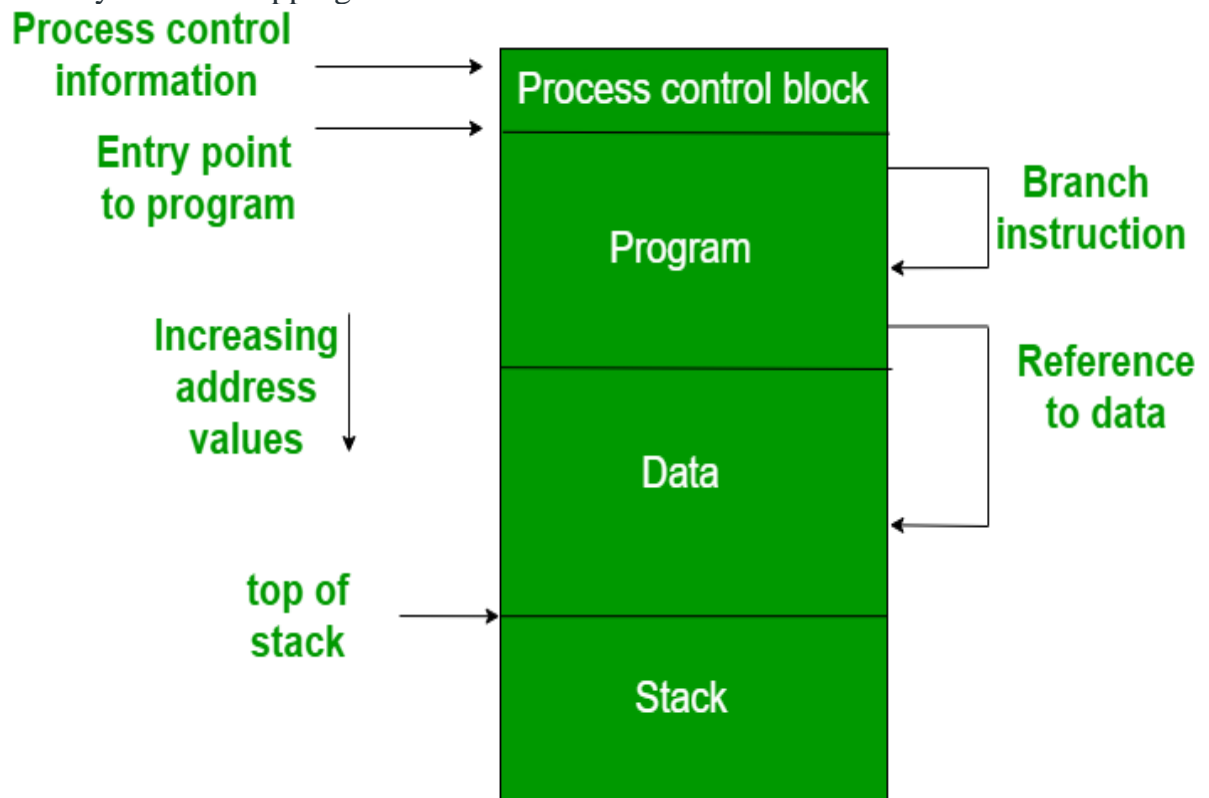 Process control
information
Process control block
Entry point
to program
Branch
instruction
Program
Increasing
address
values
Reference
to data
Data
top of
stack
Stack